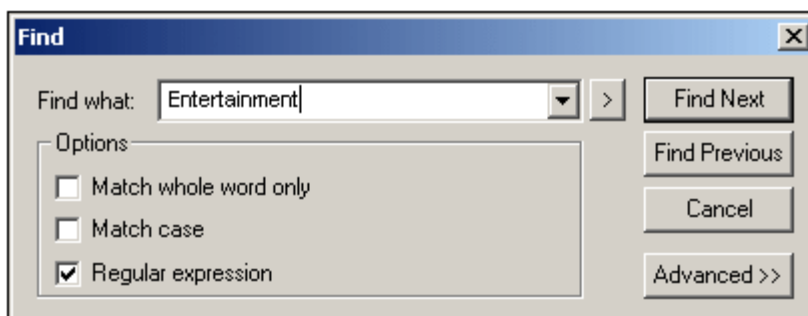 Find
Find what: Entertainment >
Find Next
Options
Find Previous
Match whole word only
Cancel
Match case
Regular expression
Advanced >>